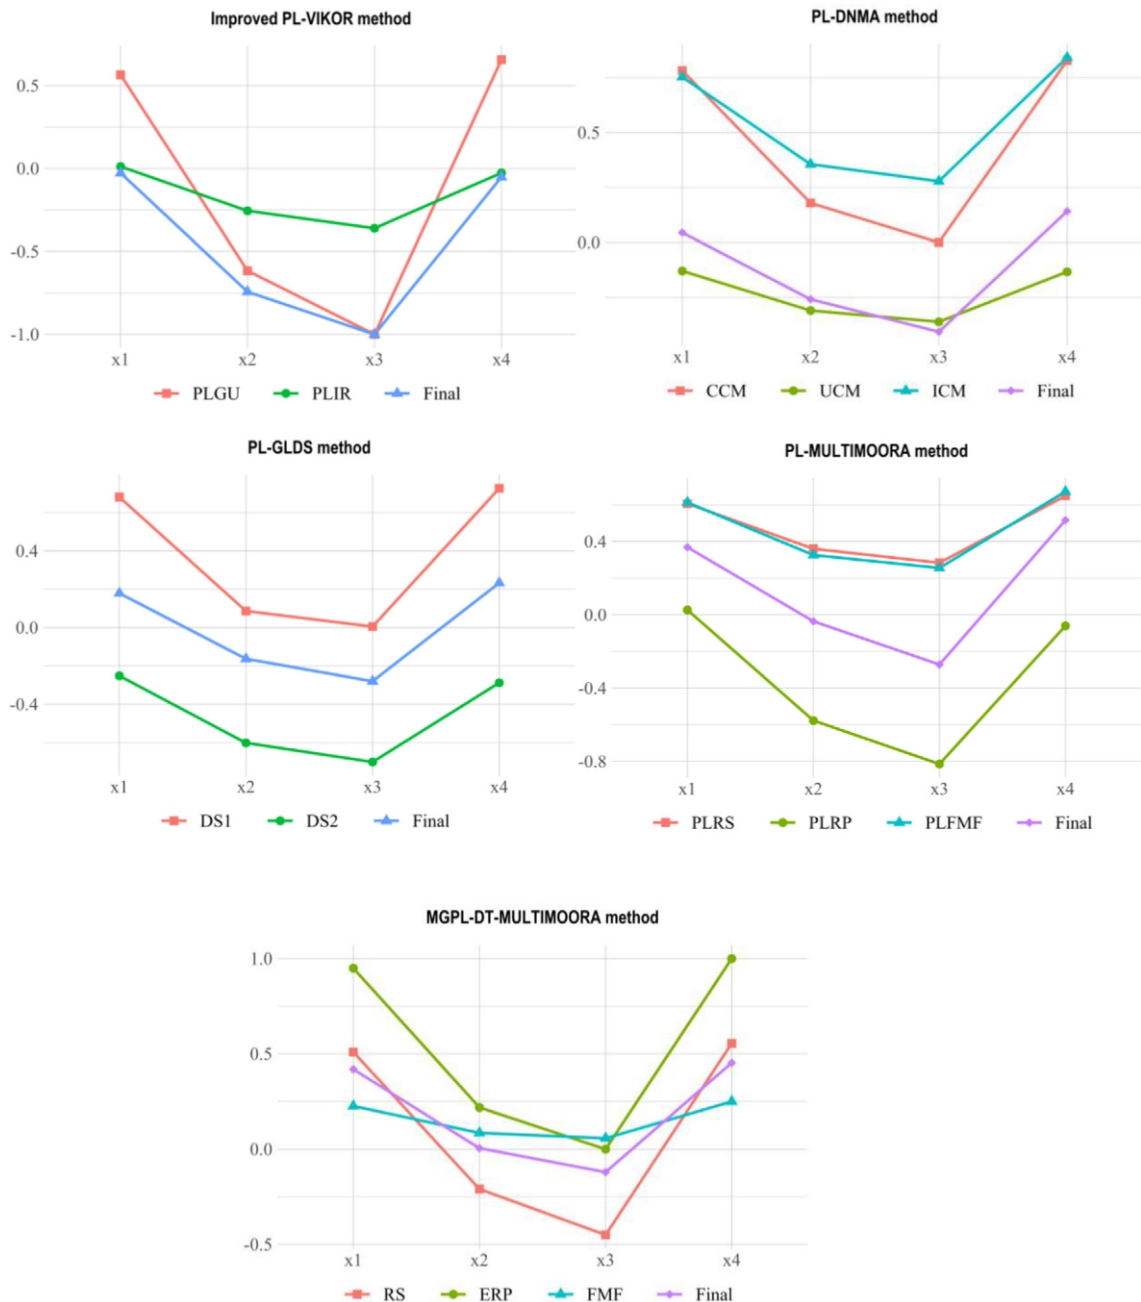 Improved PL-VIKOR method
0.5
0.0
-0.5
-1.0
x1 x2 x3 x4
PLGU PLIR Final
PL-DNMA method
0.5
0.0
x1 x2 x3 x4
CCM UCM ICM Final
PL-GLDS method
0.4
0.0
-0.4
x1 x2 x3 x4
DS1 DS2 Final
PL-MULTIMOORA method
0.4
0.0
-0.4
-0.8
x1 x2 x3 x4
PLRS PLRP PLFMF Final
MGPL-DT-MULTIMOORA method
1.0
0.5
0.0
-0.5
x1 x2 x3 x4
RS ERP FMF Final